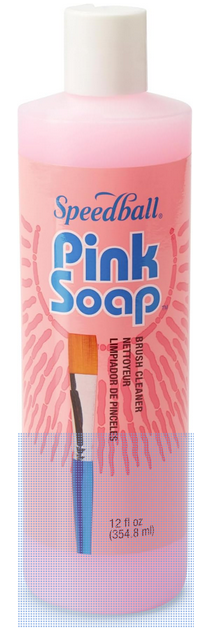 Speedball®
Pink
Soap®
BRUSH CLEANER
NETTOYEUR
LIMPIADOR DE PINCELES
12 fl oz
(354.8 ml)